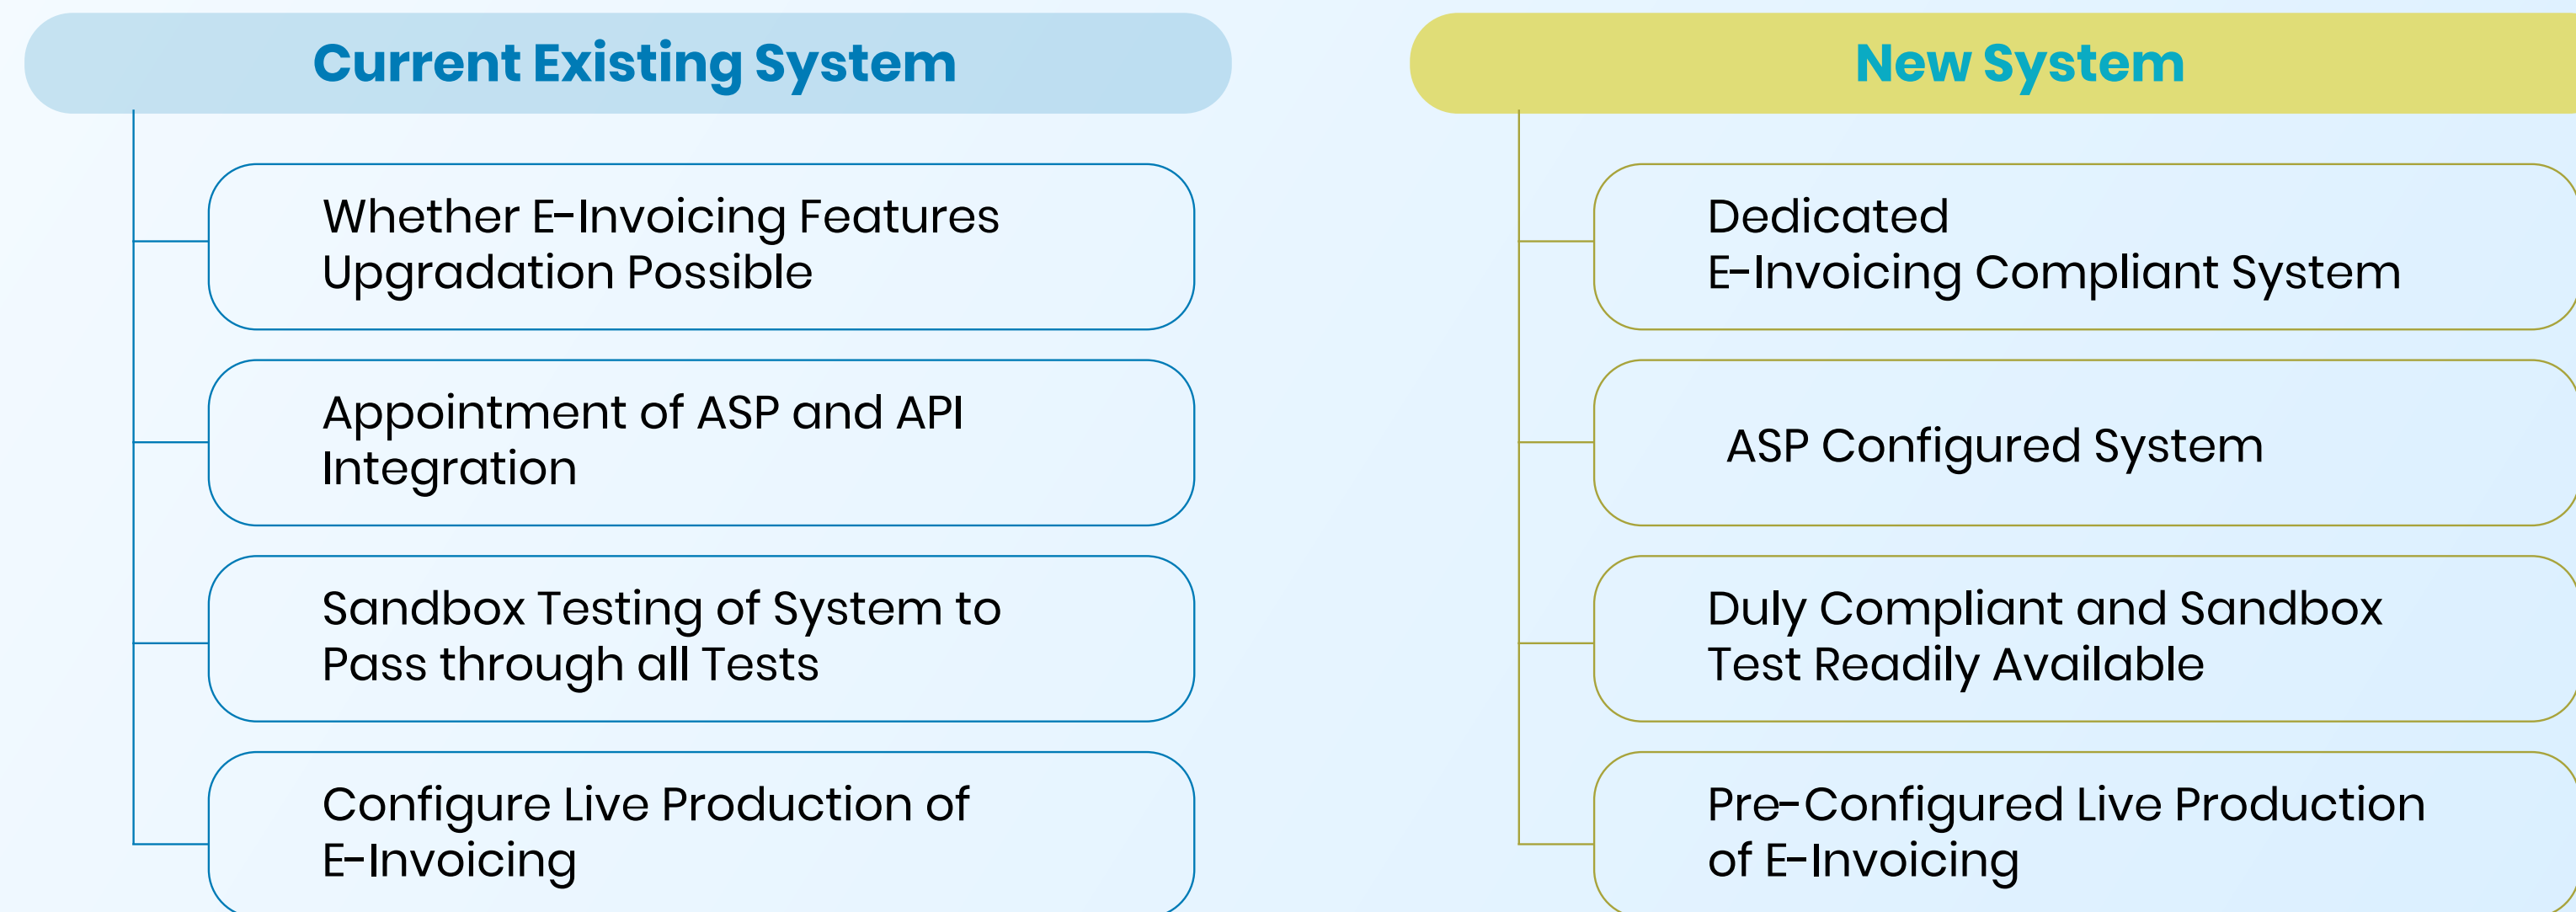 Current Existing System
Whether E-Invoicing Features
Upgradation Possible
Appointment of ASP and API
Integration
Sandbox Testing of System to
Pass through all Tests
Configure Live Production of
E-Invoicing
New System
Dedicated
E-Invoicing Compliant System
ASP Configured System
Duly Compliant and Sandbox
Test Readily Available
Pre-Configured Live Production
of E-Invoicing